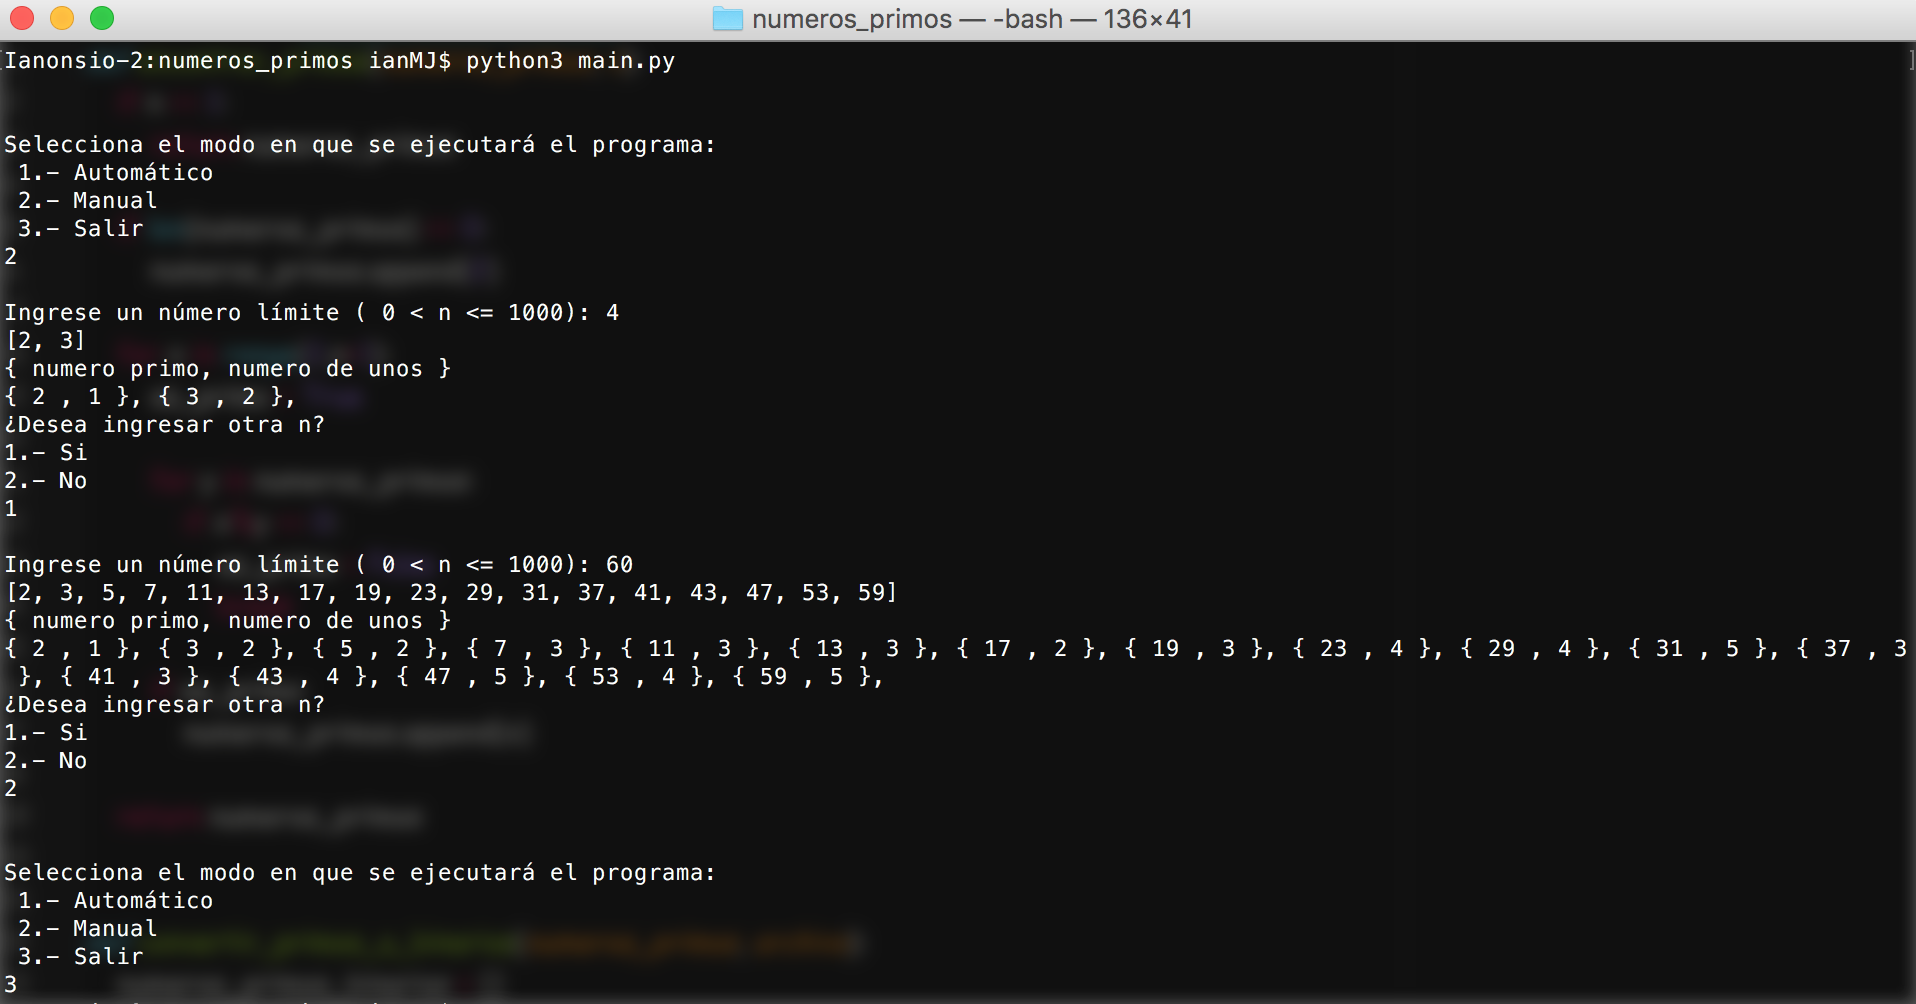 numeros_primos — -bash — 136×41
Ianonsio-2:numeros_primos ianMJ$ python3 main.py
Selecciona el modo en que se ejecutará el programa:
1.- Automático
2.- Manual
3.- Salir
2
Ingrese un número límite ( 0 < n <= 1000): 4
[2, 3]
{ numero primo, numero de unos }
{ 2 , 1 }, { 3 , 2 },
¿Desea ingresar otra n?
1.- Si
2.- No
1
Ingrese un número límite ( 0 < n <= 1000): 60
[2, 3, 5, 7, 11, 13, 17, 19, 23, 29, 31, 37, 41, 43, 47, 53, 59]
{ numero primo, numero de unos }
{ 2 , 1 }, { 3 , 2 }, { 5 , 2 }, { 7 , 3 }, { 11 , 3 }, { 13 , 3 }, { 17 , 2 }, { 19 , 3 }, { 23 , 4 }, { 29 , 4 }, { 31 , 5 }, { 37 , 3
}, { 41 , 3 }, { 43 , 4 }, { 47 , 5 }, { 53 , 4 }, { 59 , 5 },
¿Desea ingresar otra n?
1.- Si
2.- No
2
Selecciona el modo en que se ejecutará el programa:
1.- Automático
2.- Manual
3.- Salir
3